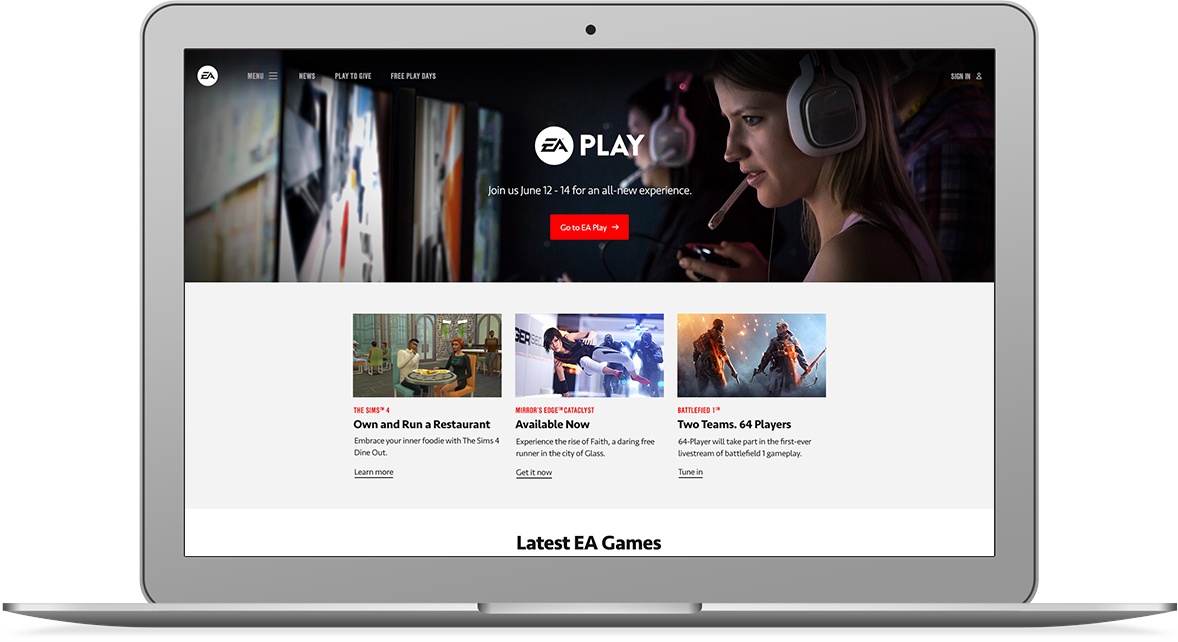 EA
MENU
NEWS
PLAY TO GIVE
FREE PLAY DAYS
SIGN IN
EA PLAY
Join us June 12 - 14 for an all-new experience.
Go to EA Play →
THE SIMS™ 4
Own and Run a Restaurant
Embrace your inner foodie with The Sims 4
Dine Out.
Learn more
MIRROR'S EDGE™CATACLYST
Available Now
Experience the rise of Faith, a daring free
runner in the city of Glass.
Get it now
BATTLEFIED 1™
Two Teams. 64 Players
64-Player will take part in the first-ever
livestream of battlefield 1 gameplay.
Tune in
Latest EA Games